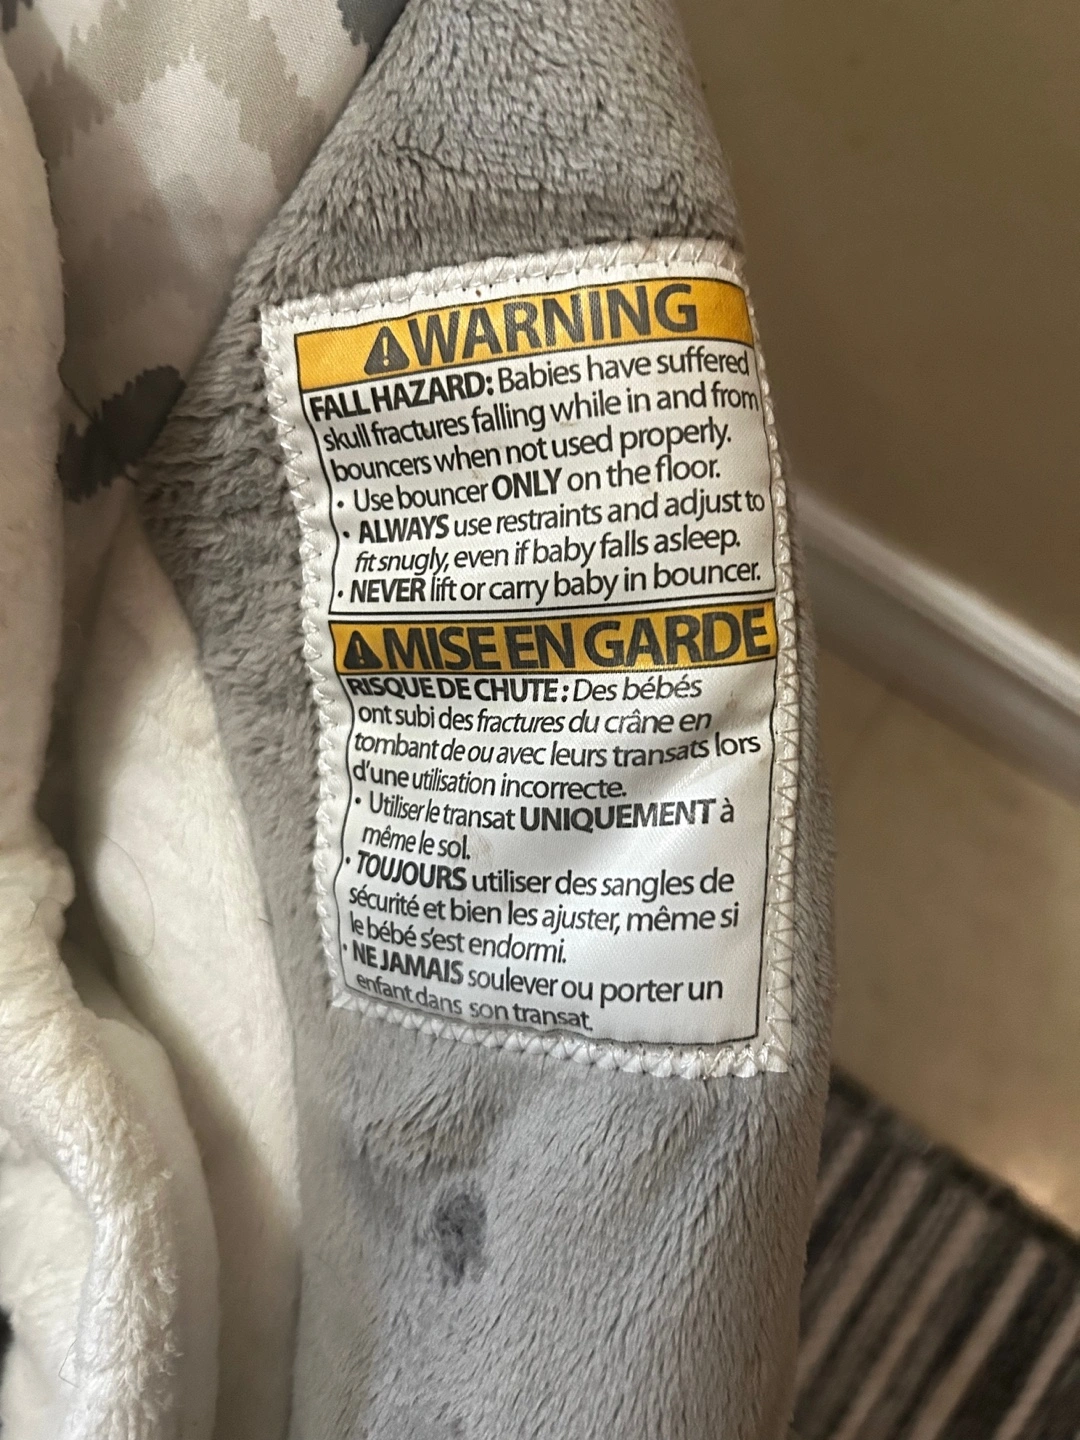 ⚠WARNING
FALL HAZARD: Babies have suffered
skull fractures falling while in and from
bouncers when not used properly.
• Use bouncer ONLY on the floor.
• ALWAYS use restraints and adjust to
fit snugly, even if baby falls asleep.
• NEVER lift or carry baby in bouncer.
⚠MISE EN GARDE
RISQUE DE CHUTE : Des bébés
ont subi des fractures du crâne en
tombant de ou avec leurs transats lors
d'une utilisation incorrecte.
• Utiliser le transat UNIQUEMENT à
même le sol.
• TOUJOURS utiliser des sangles de
sécurité et bien les ajuster, même si
le bébé s'est endormi.
• NE JAMAIS soulever ou porter un
enfant dans son transat.